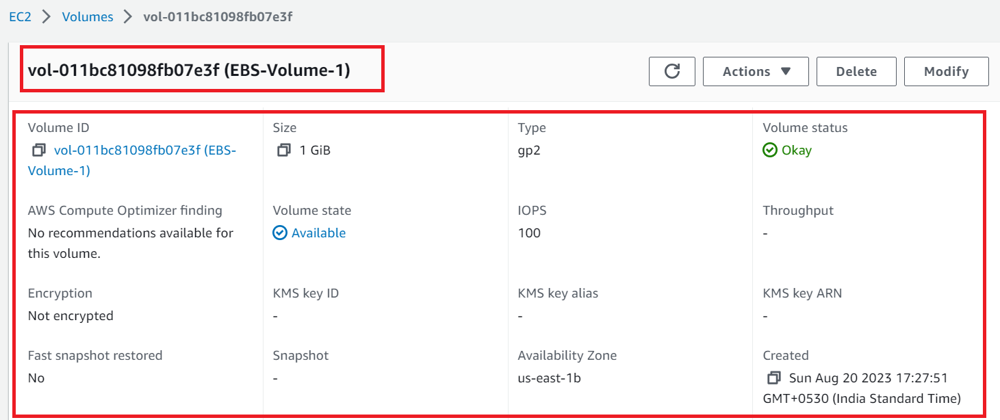 EC2 > Volumes > vol-011bc81098fb07e3f
vol-011bc81098fb07e3f (EBS-Volume-1)
Actions ▼ Delete Modify
Volume ID
vol-011bc81098fb07e3f (EBS-
Volume-1)
Size
1 GiB
Type
gp2
Volume status
Okay
AWS Compute Optimizer finding
No recommendations available for
this volume.
Volume state
Available
IOPS
100
Throughput
-
Encryption
Not encrypted
KMS key ID
-
KMS key alias
-
KMS key ARN
-
Fast snapshot restored
No
Snapshot
-
Availability Zone
us-east-1b
Created
Sun Aug 20 2023 17:27:51
GMT+0530 (India Standard Time)